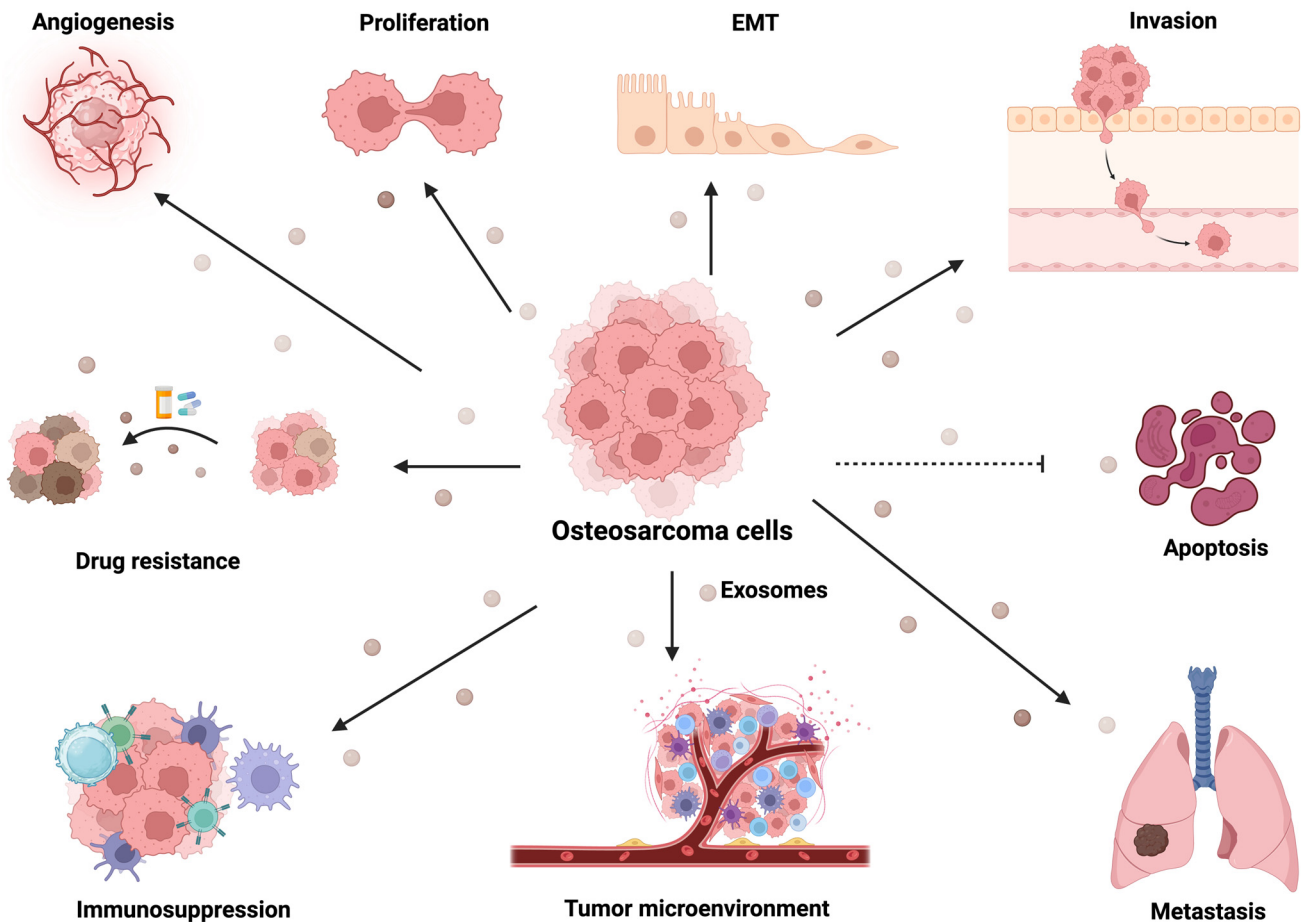 Angiogenesis
Proliferation
EMT
Invasion
Osteosarcoma cells
Apoptosis
Drug resistance
Exosomes
Immunosuppression
Tumor microenvironment
Metastasis